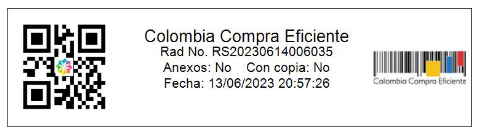 Colombia Compra Eficiente
Rad No. RS20230614006035
Anexos: No Con copia: No
Fecha: 13/06/2023 20:57:26
Colombia Compra Eficiente